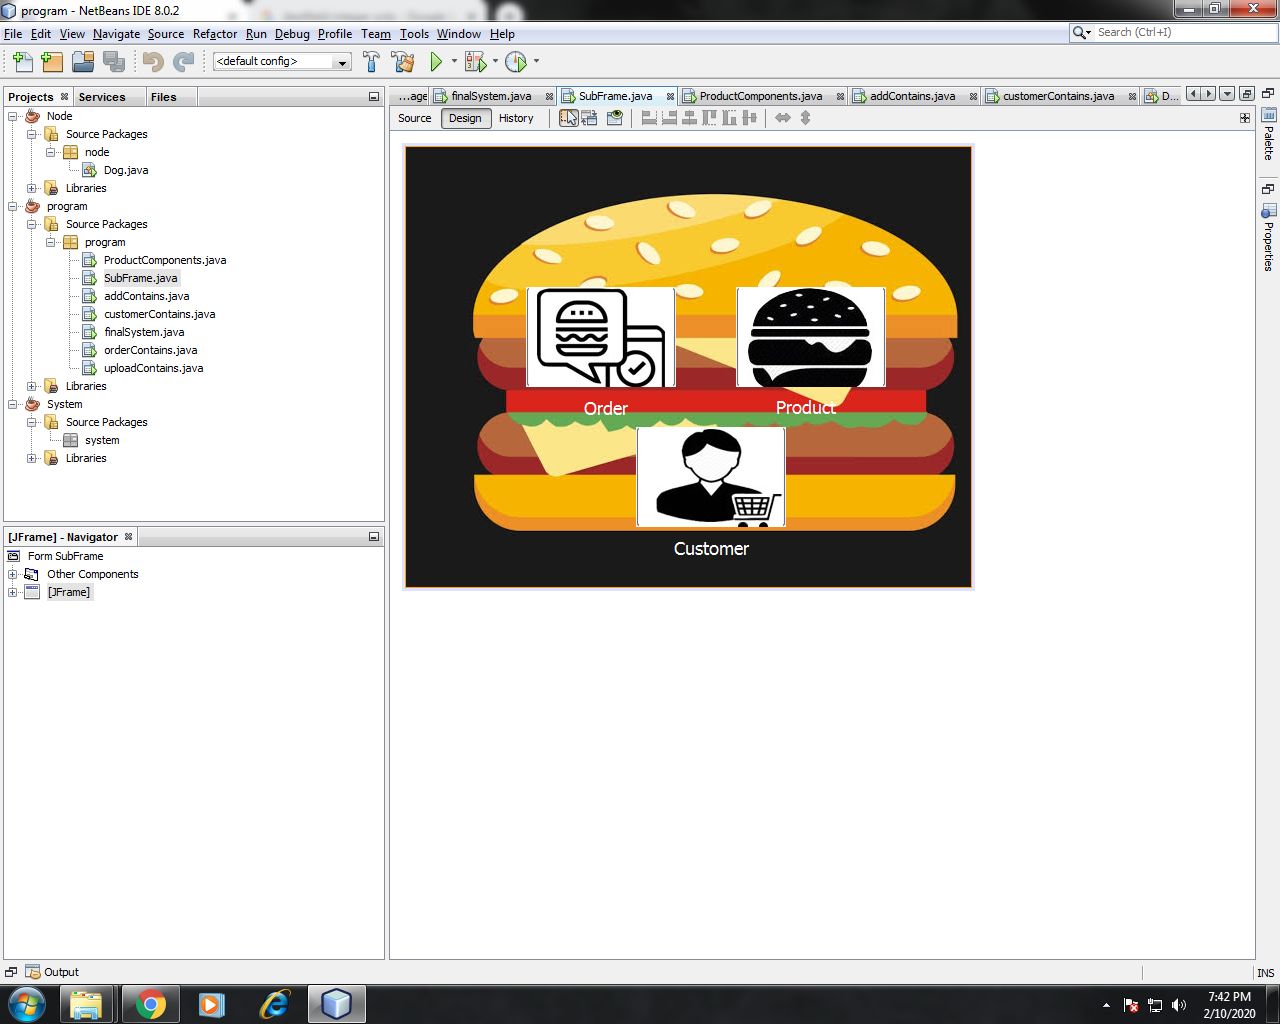 program - NetBeans IDE 8.0.2
File Edit View Navigate Source Refactor Run Debug Profile Team Tools Window Help
Search (Ctrl+I)
<default config>
Projects Services Files
...age finalSystem.java SubFrame.java ProductComponents.java addContains.java customerContains.java D...
Source Design History
Node
Source Packages
node
Dog.java
Libraries
program
Source Packages
program
ProductComponents.java
SubFrame.java
addContains.java
customerContains.java
finalSystem.java
orderContains.java
uploadContains.java
Libraries
System
Source Packages
system
Libraries
[JFrame] - Navigator
Form SubFrame
Other Components
[JFrame]
Order
Product
Customer
Palette
Properties
Output
INS
7:42 PM
2/10/2020